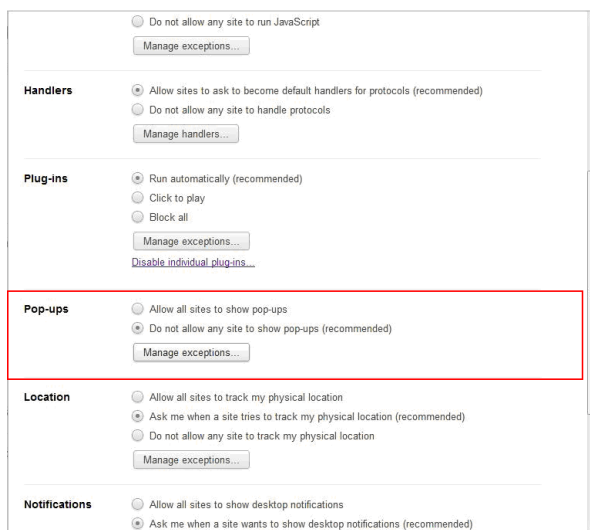 Do not allow any site to run JavaScript
Manage exceptions...
Handlers
Allow sites to ask to become default handlers for protocols (recommended)
Do not allow any site to handle protocols
Manage handlers...
Plug-ins
Run automatically (recommended)
Click to play
Block all
Manage exceptions...
Disable individual plug-ins...
Pop-ups
Allow all sites to show pop-ups
Do not allow any site to show pop-ups (recommended)
Manage exceptions...
Location
Allow all sites to track my physical location
Ask me when a site tries to track my physical location (recommended)
Do not allow any site to track my physical location
Manage exceptions...
Notifications
Allow all sites to show desktop notifications
Ask me when a site wants to show desktop notifications (recommended)